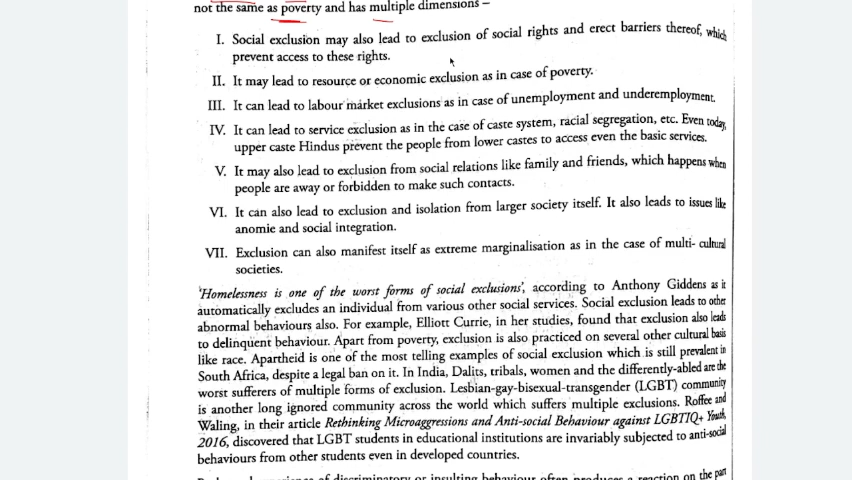 not the same as poverty and has multiple dimensions –
I. Social exclusion may also lead to exclusion of social rights and erect barriers thereof, which
prevent access to these rights.
II. It may lead to resource or economic exclusion as in case of poverty.
III. It can lead to labour market exclusions as in case of unemployment and underemployment.
IV. It can lead to service exclusion as in the case of caste system, racial segregation, etc. Even today,
upper caste Hindus prevent the people from lower castes to access even the basic services.
V. It may also lead to exclusion from social relations like family and friends, which happens when
people are away or forbidden to make such contacts.
VI. It can also lead to exclusion and isolation from larger society itself. It also leads to issues like
anomie and social integration.
VII. Exclusion can also manifest itself as extreme marginalisation as in the case of multi- cultural
societies.
'Homelessness is one of the worst forms of social exclusions', according to Anthony Giddens as it
automatically excludes an individual from various other social services. Social exclusion leads to other
abnormal behaviours also. For example, Elliott Currie, in her studies, found that exclusion also leads
to delinquent behaviour. Apart from poverty, exclusion is also practiced on several other cultural basis
like race. Apartheid is one of the most telling examples of social exclusion which is still prevalent in
South Africa, despite a legal ban on it. In India, Dalits, tribals, women and the differently-abled are the
worst sufferers of multiple forms of exclusion. Lesbian-gay-bisexual-transgender (LGBT) community
is another long ignored community across the world which suffers multiple exclusions. Roffee and
Waling, in their article Rethinking Microaggressions and Anti-social Behaviour against LGBTIQ+ Youth,
2016, discovered that LGBT students in educational institutions are invariably subjected to anti-social
behaviours from other students even in developed countries.
of discriminatory or insulting behaviour often produces a reaction on the part